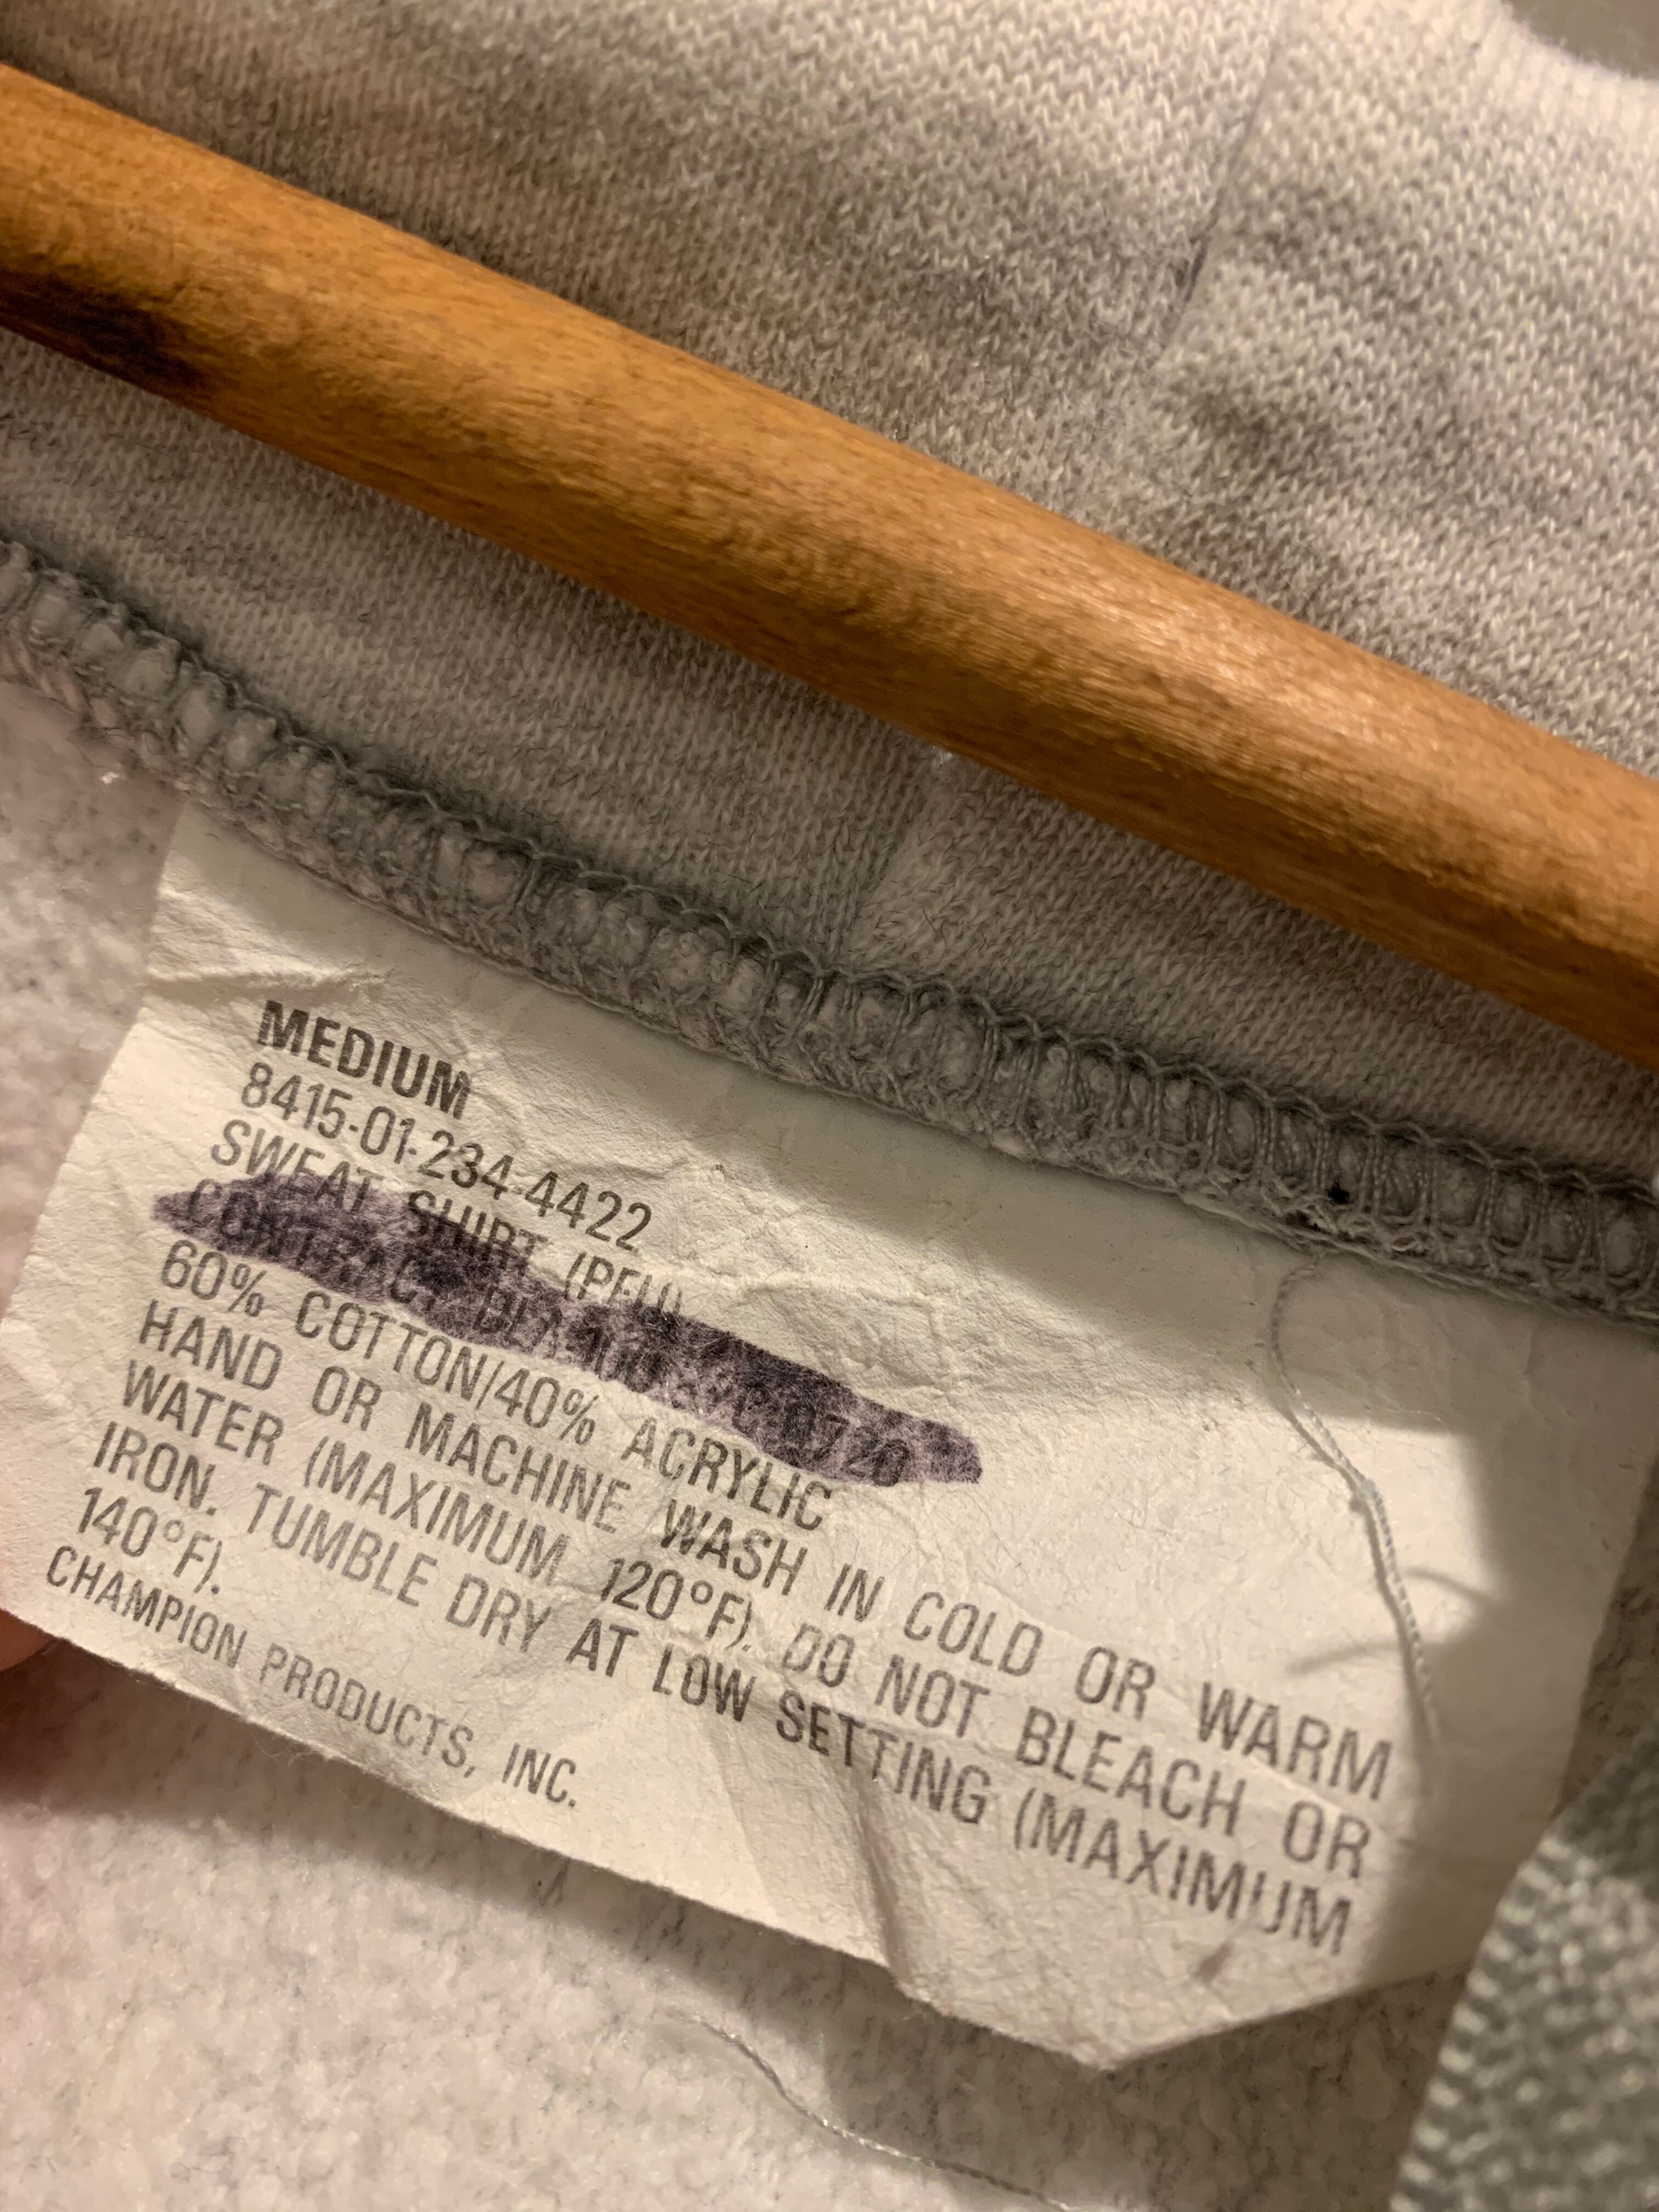 MEDIUM
8415-01-234-4422
SWEAT SHIRT (PFU)
CONTRACT
60% COTTON/40% ACRYLIC
HAND OR MACHINE WASH IN COLD OR WARM
WATER (MAXIMUM 120°F). DO NOT BLEACH OR
IRON. TUMBLE DRY AT LOW SETTING (MAXIMUM
140°F).
CHAMPION PRODUCTS, INC.